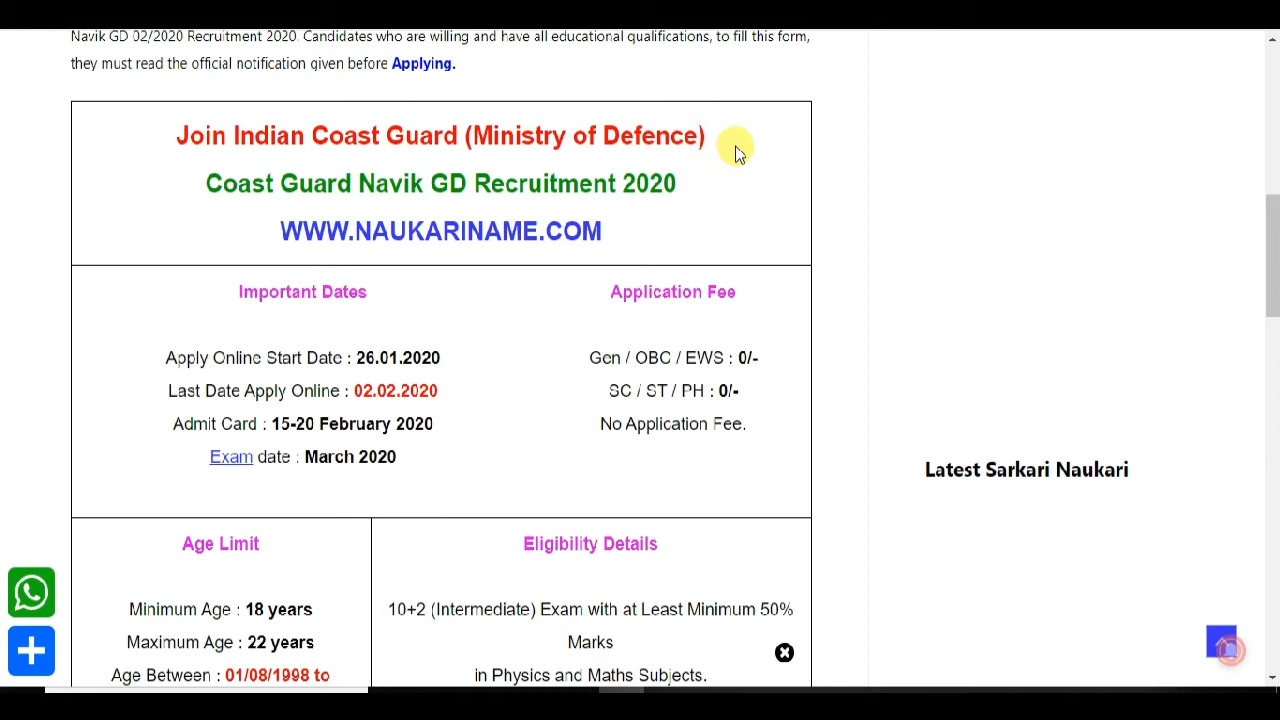 Navik GD 02/2020 Recruitment 2020. Candidates who are willing and have all educational qualifications, to fill this form,
they must read the official notification given before Applying.
Join Indian Coast Guard (Ministry of Defence)
Coast Guard Navik GD Recruitment 2020
WWW.NAUKARINAME.COM
Important Dates
Apply Online Start Date : 26.01.2020
Last Date Apply Online : 02.02.2020
Admit Card : 15-20 February 2020
Exam date : March 2020
Application Fee
Gen / OBC / EWS : 0/-
SC / ST / PH : 0/-
No Application Fee.
Age Limit
Minimum Age : 18 years
Maximum Age : 22 years
Age Between : 01/08/1998 to
Eligibility Details
10+2 (Intermediate) Exam with at Least Minimum 50%
Marks
in Physics and Maths Subjects.
Latest Sarkari Naukari